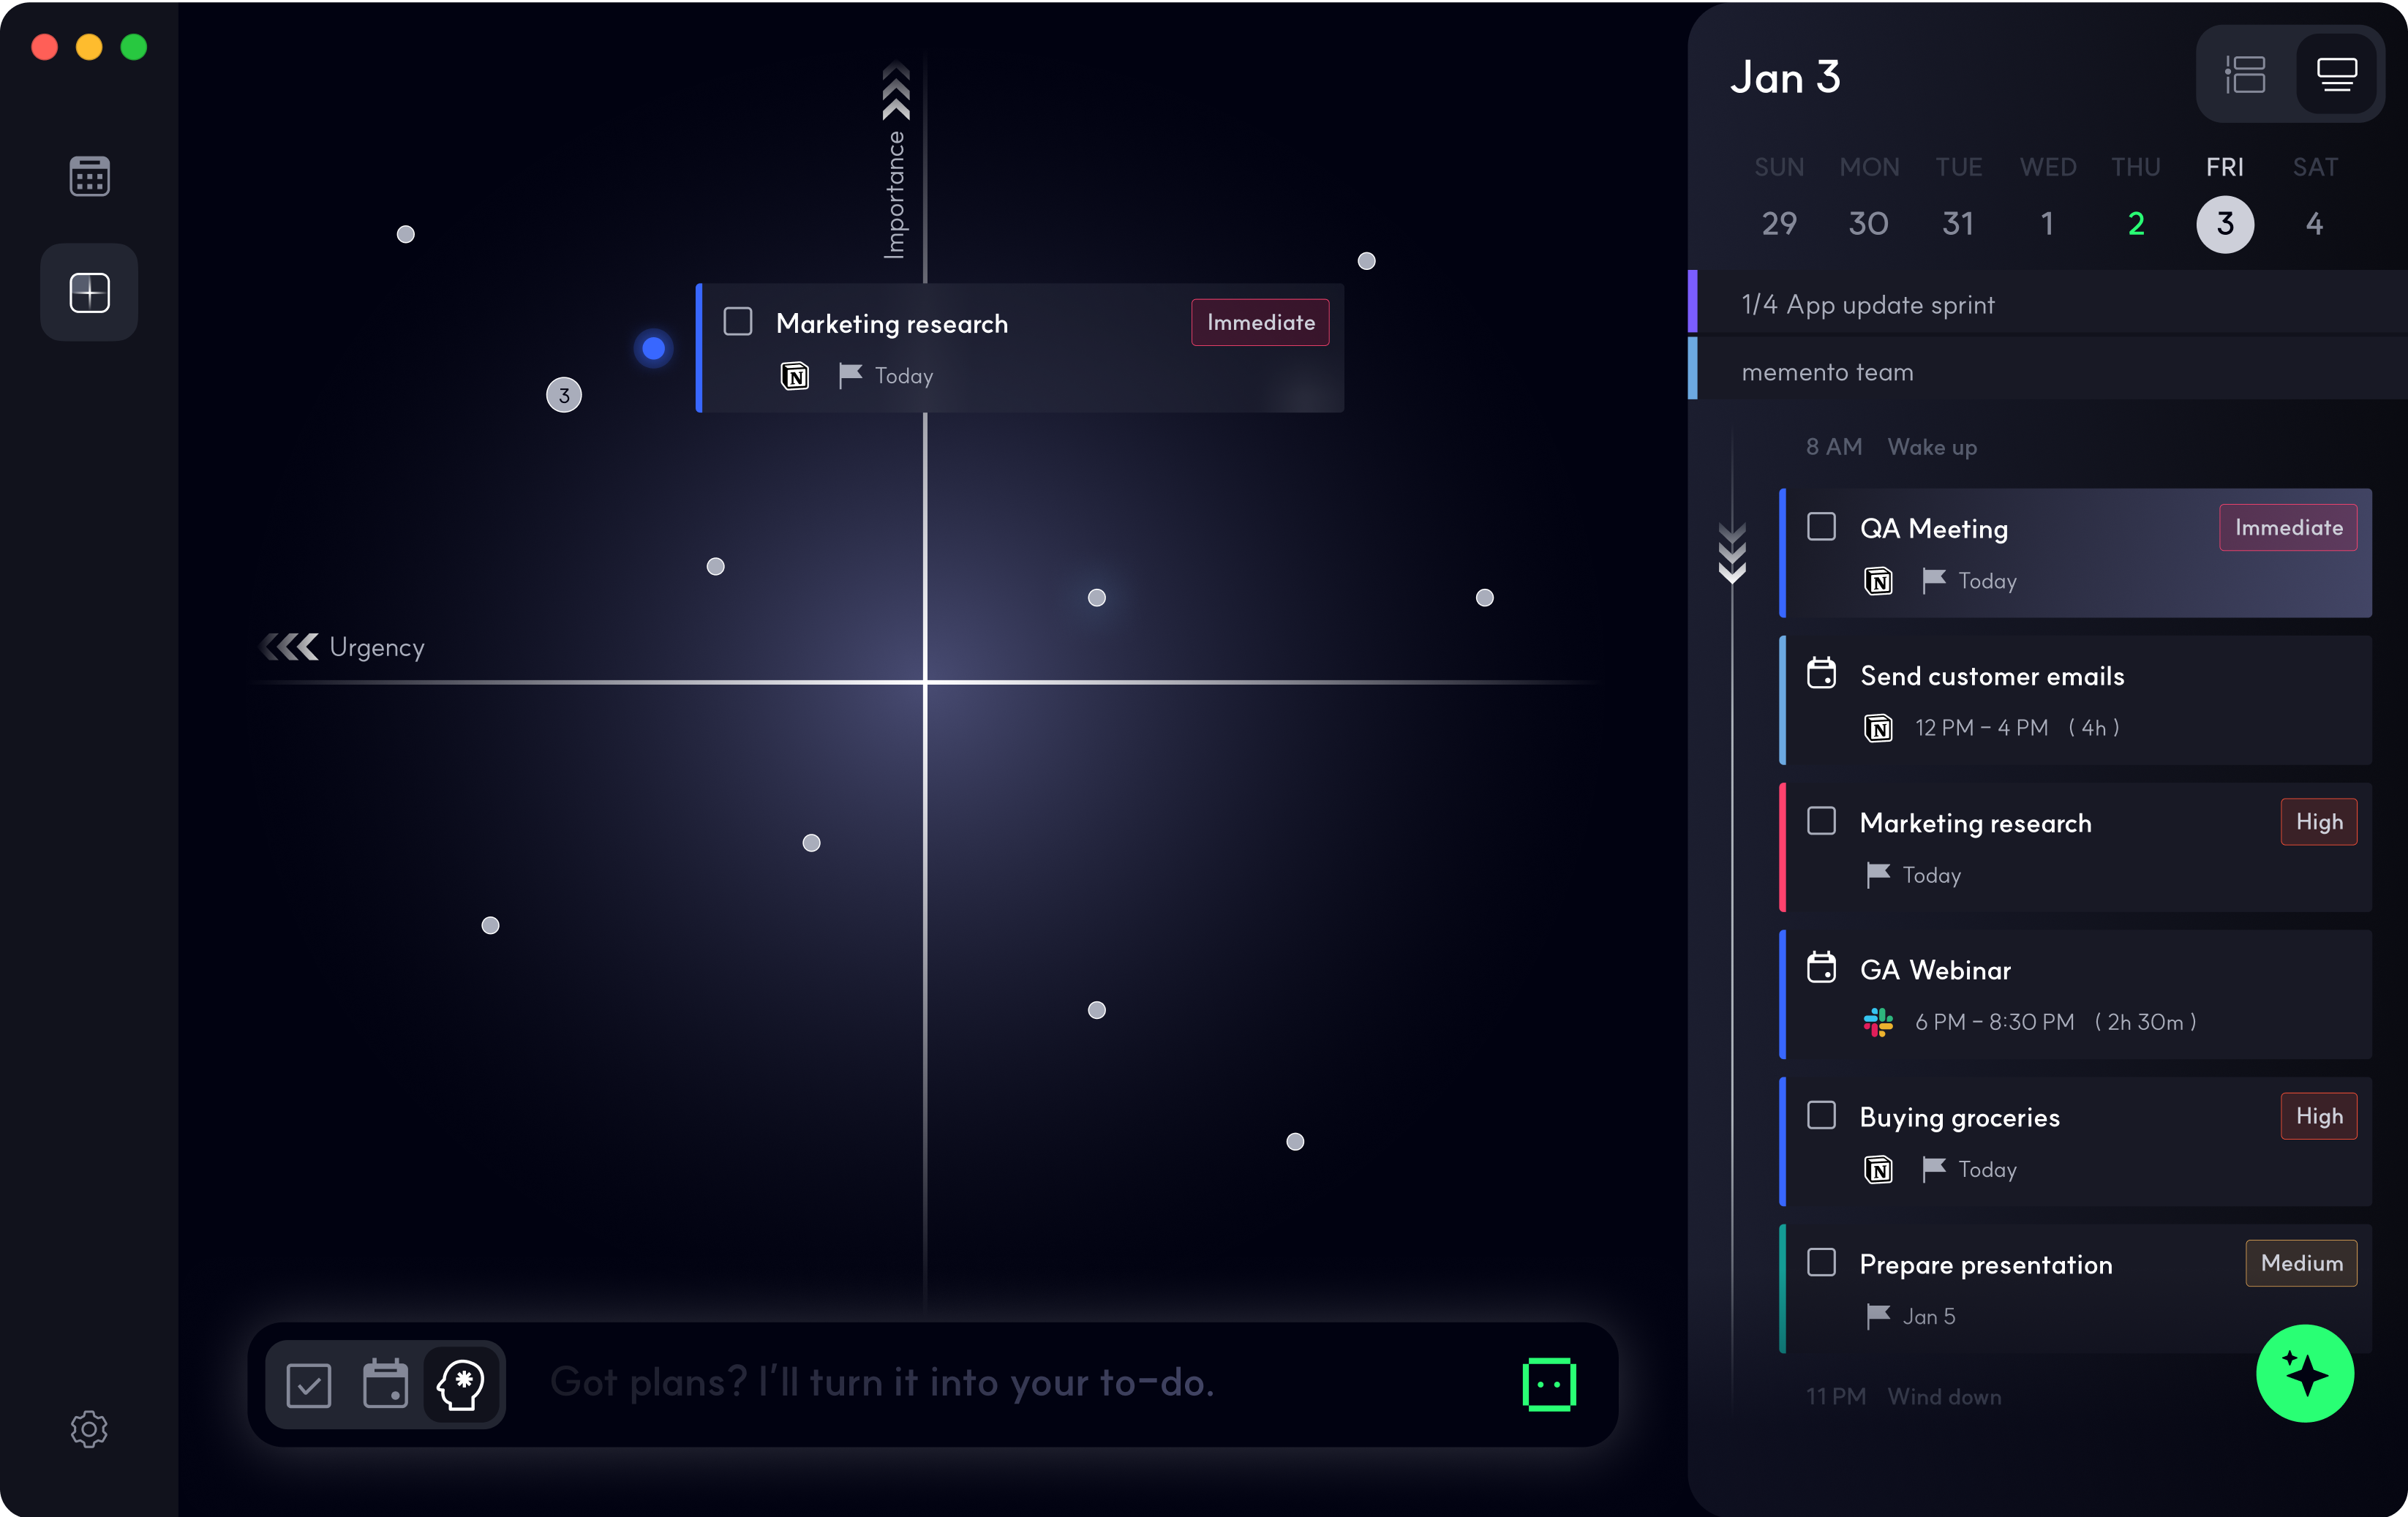 Importance
Marketing research
Immediate
N
Today
3
Urgency
Got plans? I'll turn it into your to-do.
Jan 3
SUN MON TUE WED THU FRI SAT
29 30 31 1 2 3 4
1/4 App update sprint
memento team
8 AM Wake up
QA Meeting
Immediate
N
Today
Send customer emails
N
12 PM - 4 PM ( 4h )
Marketing research
High
Today
GA Webinar
6 PM - 8:30 PM ( 2h 30m )
Buying groceries
High
N
Today
Prepare presentation
Medium
Jan 5
11 PM Wind down